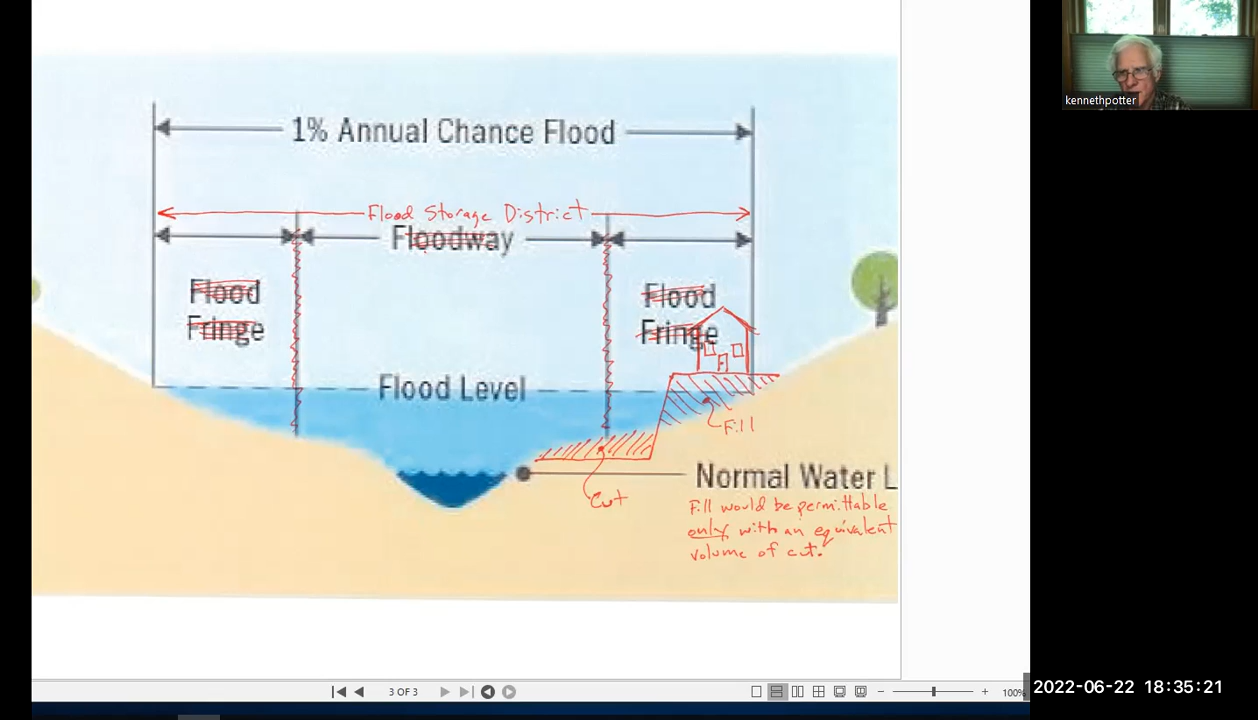 kennethpotter
1% Annual Chance Flood
Flood Storage District
Floodway
Flood
Fringe
Flood
Fringe
Flood Level
Fill
Normal Water L
Cut
Fill would be permittable
only with an equivalent
volume of cut.
3 OF 3
100%
2022-06-22 18:35:21